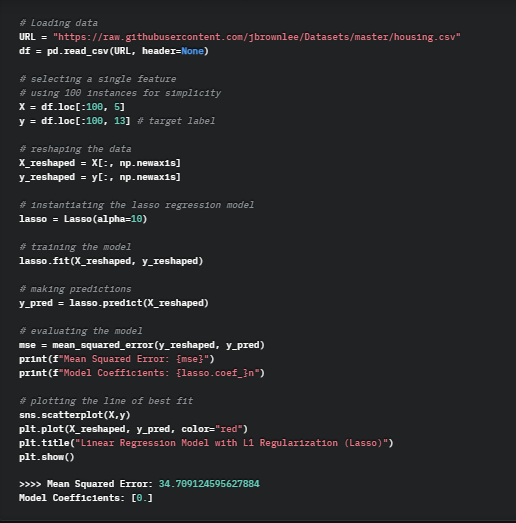 # Loading data
URL = "https://raw.githubusercontent.com/jbrownlee/Datasets/master/housing.csv"
df = pd.read_csv(URL, header=None)
# selecting a single feature
# using 100 instances for simplicity
X = df.loc[:100, 5]
y = df.loc[:100, 13] # target label
# reshaping the data
X_reshaped = X[:, np.newaxis]
y_reshaped = y[:, np.newaxis]
# instantiating the lasso regression model
lasso = Lasso(alpha=10)
# training the model
lasso.fit(X_reshaped, y_reshaped)
# making predictions
y_pred = lasso.predict(X_reshaped)
# evaluating the model
mse = mean_squared_error(y_reshaped, y_pred)
print(f"Mean Squared Error: {mse}")
print(f"Model Coefficients: {lasso.coef_}n")
# plotting the line of best fit
sns.scatterplot(X,y)
plt.plot(X_reshaped, y_pred, color="red")
plt.title("Linear Regression Model with L1 Regularization (Lasso)")
plt.show()
>>>> Mean Squared Error: 34.709124595627884
Model Coefficients: [0.]